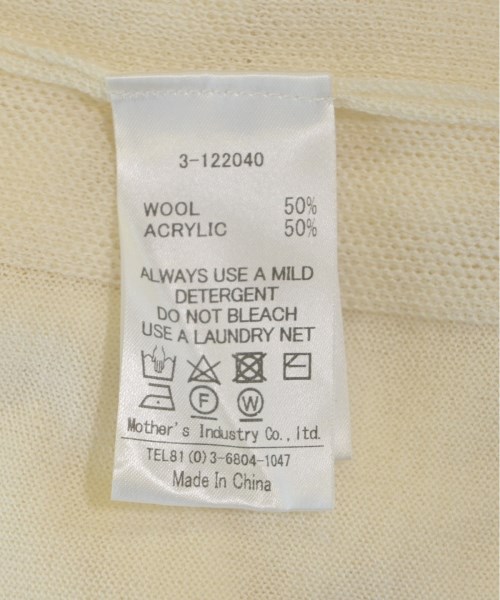 3-122040
WOOL 50%
ACRYLIC 50%
ALWAYS USE A MILD
DETERGENT
DO NOT BLEACH
USE A LAUNDRY NET
F W
Mother's Industry Co., ltd.
TEL81(0)3-6804-1047
Made In China